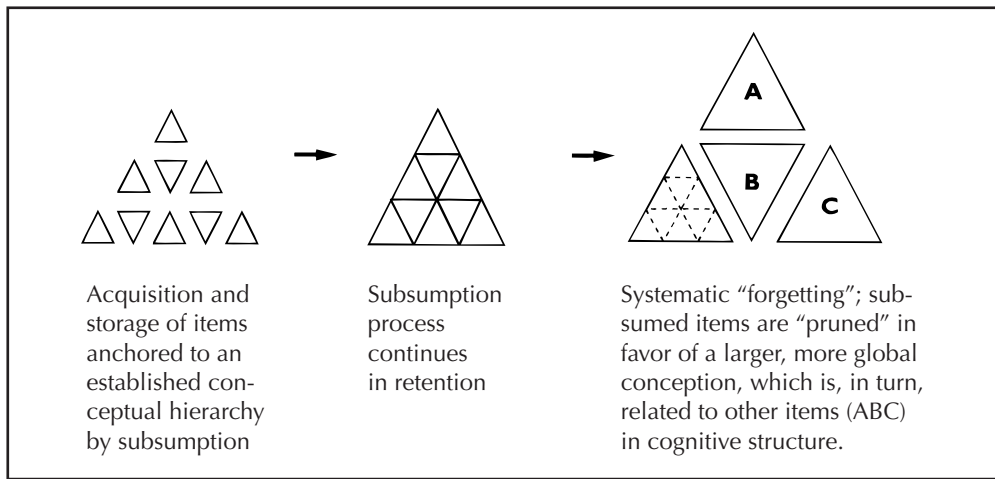 A
B
C
Acquisition and
storage of items
anchored to an
established con-
ceptual hierarchy
by subsumption
Subsumption
process
continues
in retention
Systematic “forgetting”; sub-
sumed items are “pruned” in
favor of a larger, more global
conception, which is, in turn,
related to other items (ABC)
in cognitive structure.